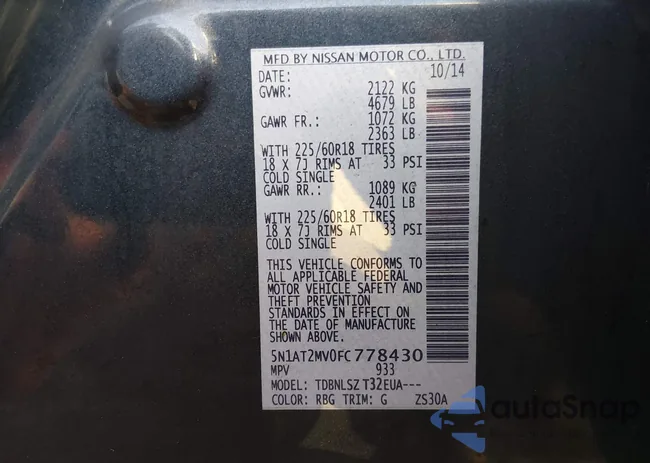 MFD BY NISSAN MOTOR CO., LTD.
DATE: 10/14
GVWR: 2122 KG
4679 LB
GAWR FR.: 1072 KG
2363 LB
WITH 225/60R18 TIRES
18 X 7J RIMS AT 33 PSI
COLD SINGLE
GAWR RR.: 1089 KG
2401 LB
WITH 225/60R18 TIRES
18 X 7J RIMS AT 33 PSI
COLD SINGLE
THIS VEHICLE CONFORMS TO
ALL APPLICABLE FEDERAL
MOTOR VEHICLE SAFETY AND
THEFT PREVENTION
STANDARDS IN EFFECT ON
THE DATE OF MANUFACTURE
SHOWN ABOVE.
5N1AT2MV0FC778430
MPV 933
MODEL: TDBNLSZ T32EUA---
COLOR: RBG TRIM: G ZS30A
autoSnap